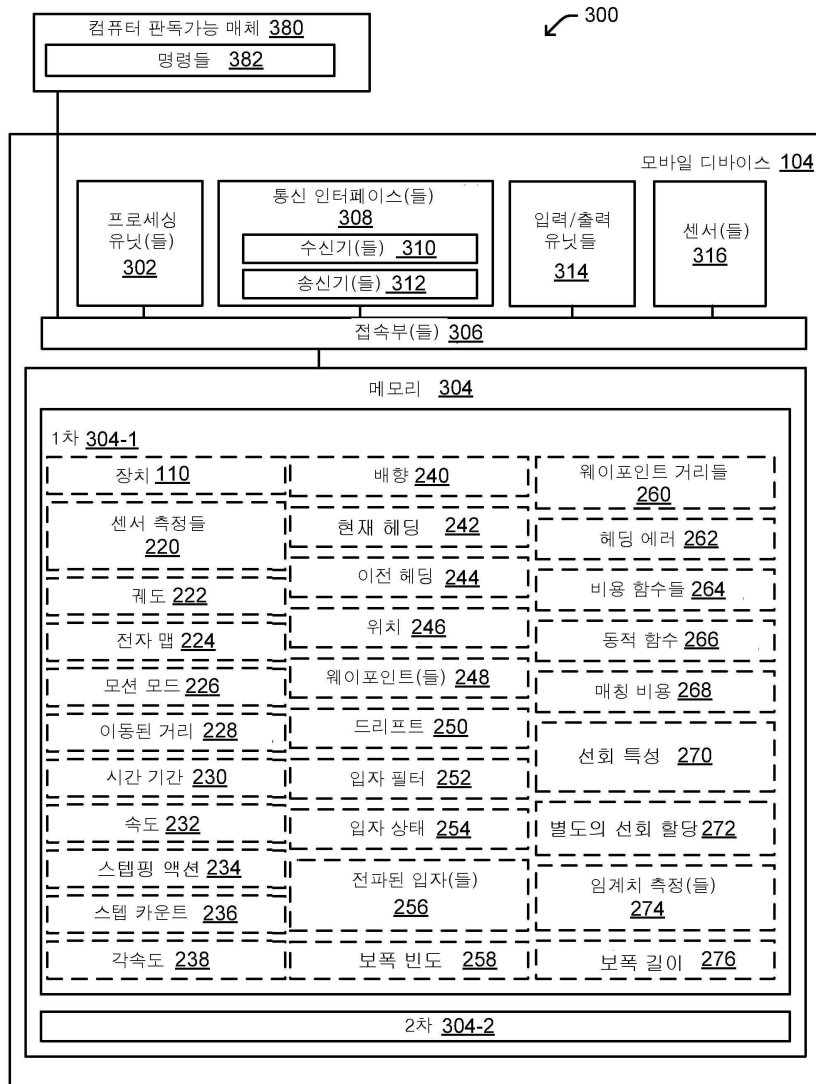 300
컴퓨터 판독가능 매체 380
명령들 382
모바일 디바이스 104
프로세싱
유닛(들)
302
통신 인터페이스(들)
308
수신기(들) 310
송신기(들) 312
입력/출력
유닛들
314
센서(들)
316
접속부(들) 306
메모리 304
1차 304-1
장치 110
센서 측정들
220
궤도 222
전자 맵 224
모션 모드 226
이동된 거리 228
시간 기간 230
속도 232
스텝핑 액션 234
스텝 카운트 236
각속도 238
배향 240
현재 헤딩 242
이전 헤딩 244
위치 246
웨이포인트(들) 248
드리프트 250
입자 필터 252
입자 상태 254
전파된 입자(들)
256
보폭 빈도 258
웨이포인트 거리들
260
헤딩 에러 262
비용 함수들 264
동적 함수 266
매칭 비용 268
선회 특성 270
별도의 선회 할당 272
임계치 측정(들)
274
보폭 길이 276
2차 304-2